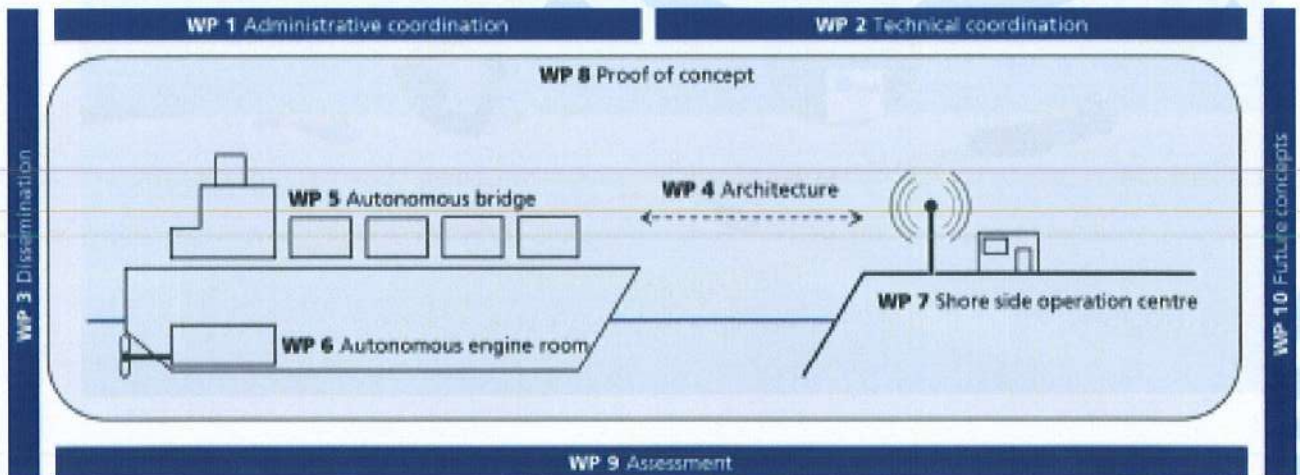 WP 1 Administrative coordination
WP 2 Technical coordination
WP 8 Proof of concept
WP 3 Dissemination
WP 5 Autonomous bridge
WP 4 Architecture
WP 7 Shore side operation centre
WP 6 Autonomous engine room
WP 10 Future concepts
WP 9 Assessment